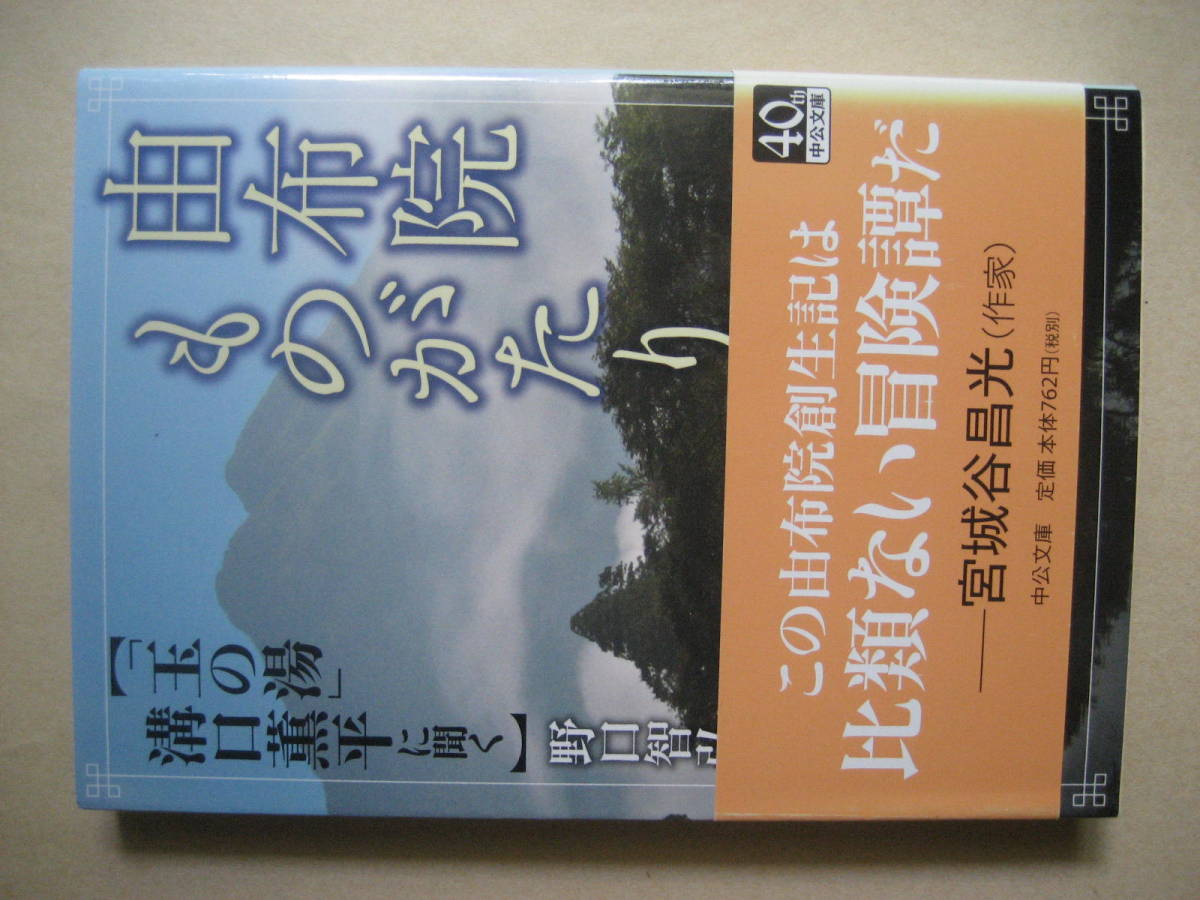 由布院
ものがたり
【「玉の湯」
溝口薫平に聞く】
野口智弘
40th
中公文庫
この由布院創生記は
比類ない冒険譚だ
——宮城谷昌光(作家)
中公文庫 定価 本体762円(税別)